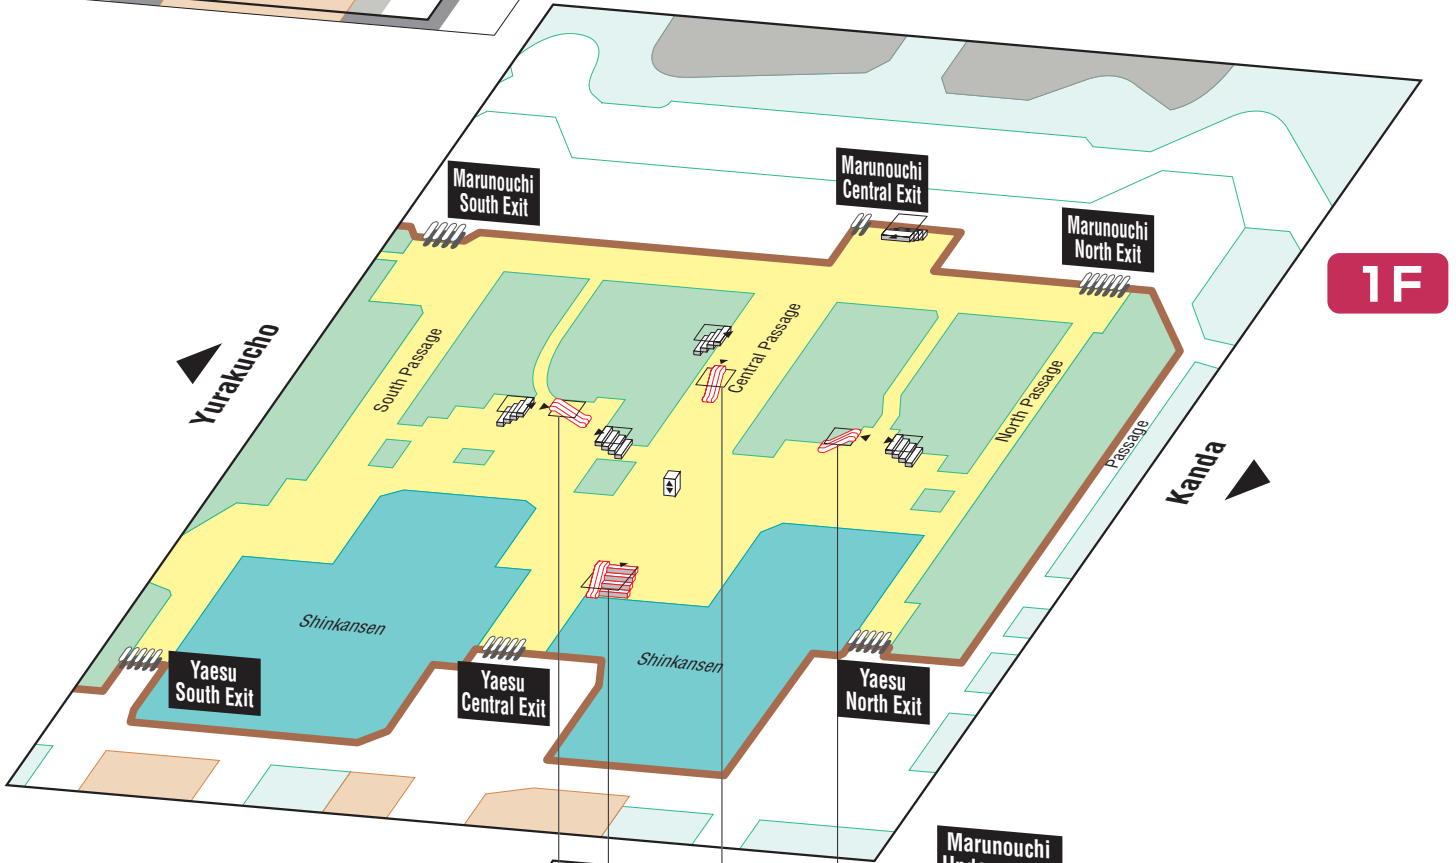 Marunouchi
South Exit
Marunouchi
Central Exit
Marunouchi
North Exit
1F
Yurakucho
South Passage
Central Passage
North Passage
Passage
Kanda
Shinkansen
Shinkansen
Yaesu
South Exit
Yaesu
Central Exit
Yaesu
North Exit
Marunouchi